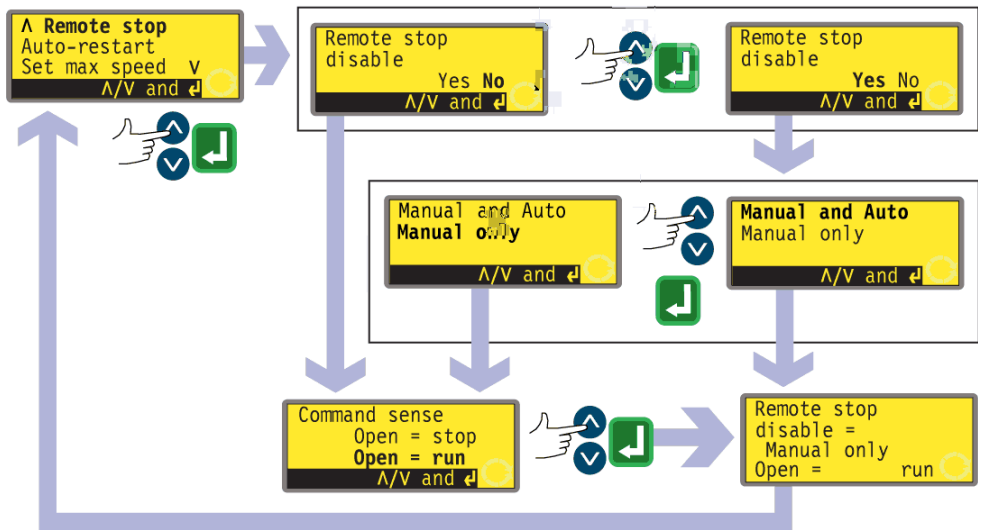 Λ Remote stop
Auto-restart
Set max speed V
Λ/V and ↲
Remote stop
disable
Yes No
Λ/V and ↲
Remote stop
disable
Yes No
Λ/V and ↲
Manual and Auto
Manual only
Λ/V and ↲
Manual and Auto
Manual only
Λ/V and ↲
Command sense
Open = stop
Open = run
Λ/V and ↲
Remote stop
disable =
Manual only
Open = run